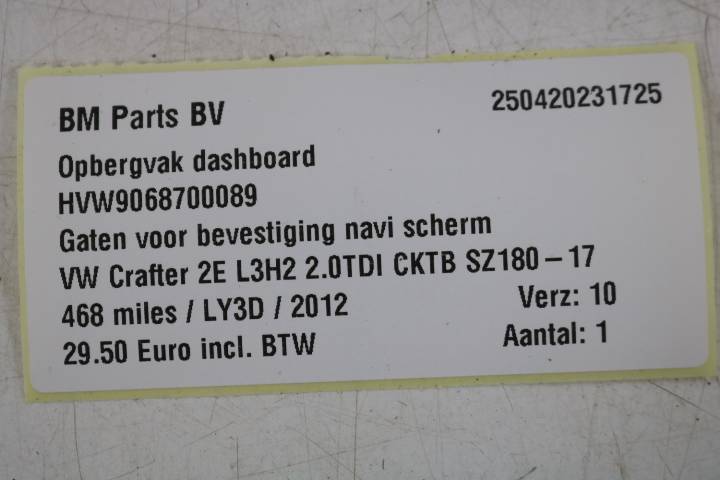 BM Parts BV 250420231725
Opbergvak dashboard
HVW9068700089
Gaten voor bevestiging navi scherm
VW Crafter 2E L3H2 2.0TDI CKTB SZ180-17
468 miles / LY3D / 2012 Verz: 10
29.50 Euro incl. BTW Aantal: 1